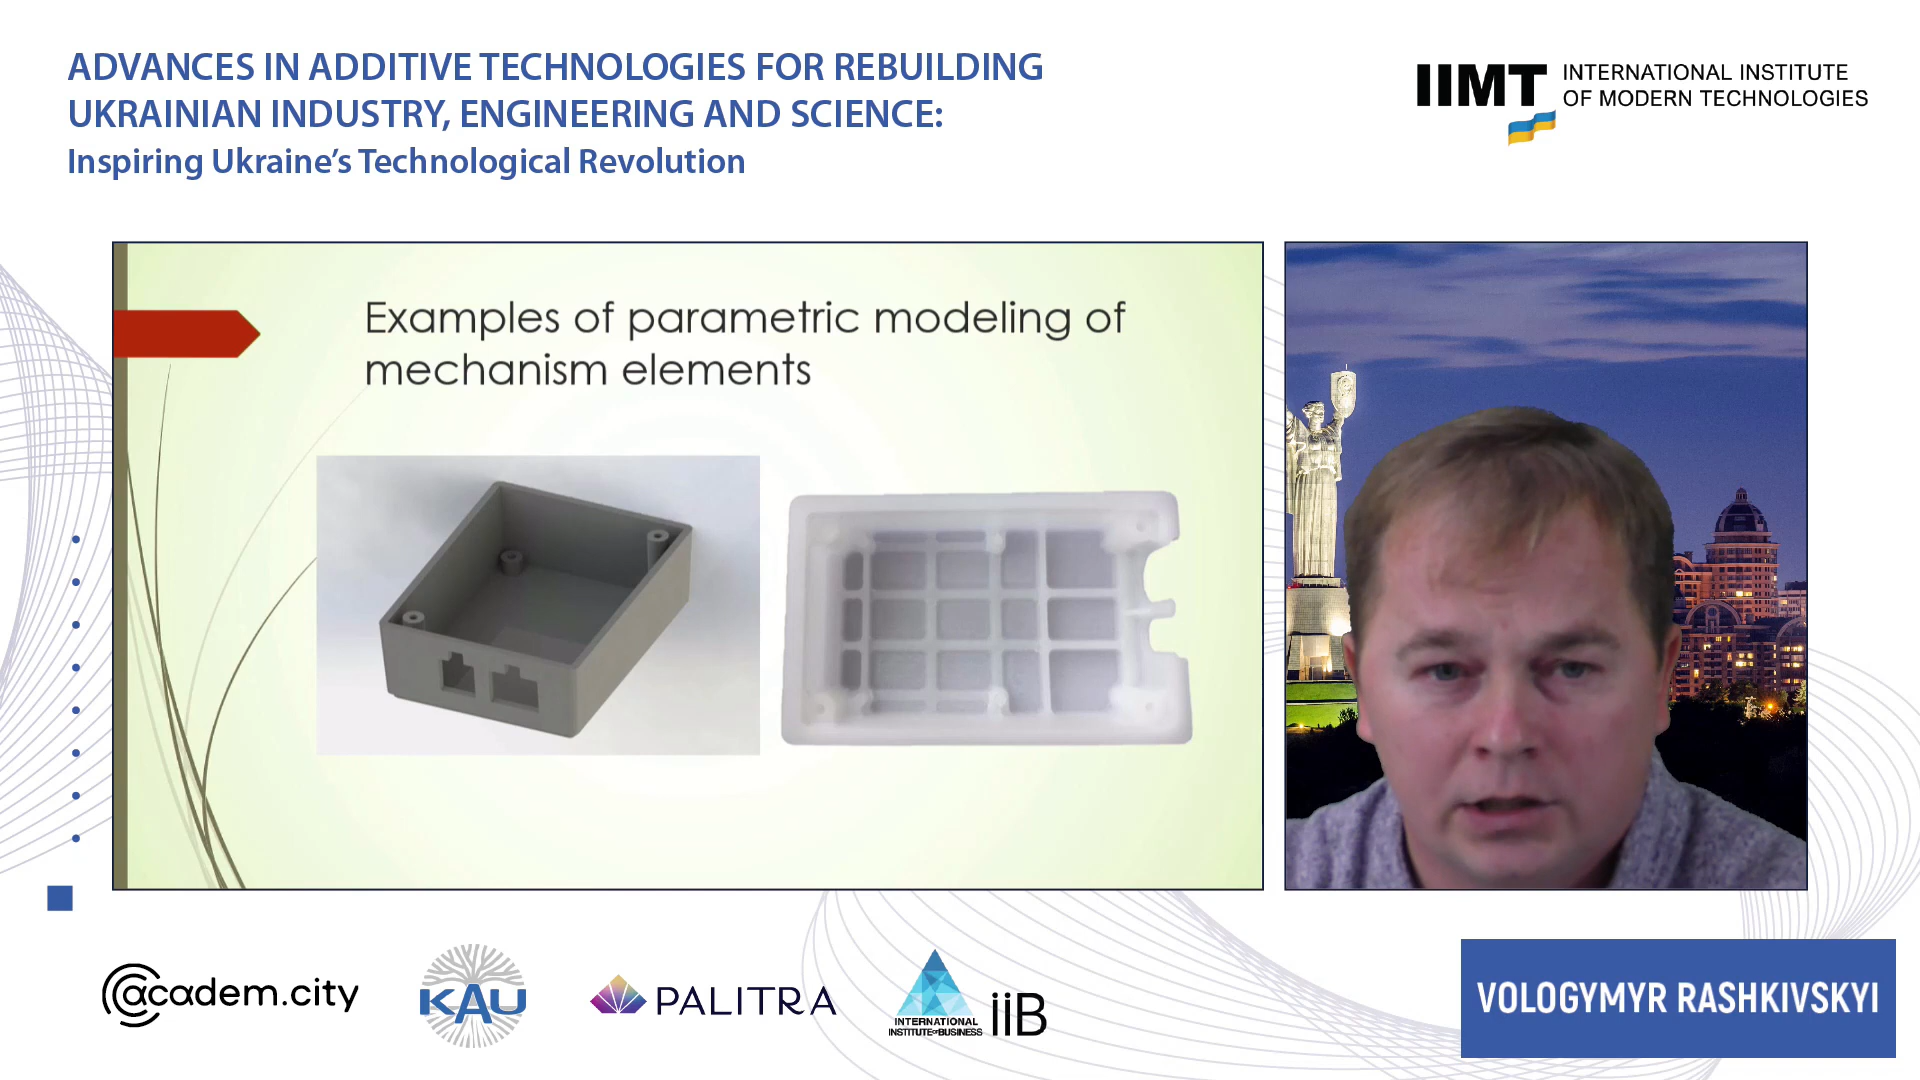 ADVANCES IN ADDITIVE TECHNOLOGIES FOR REBUILDING
UKRAINIAN INDUSTRY, ENGINEERING AND SCIENCE:
Inspiring Ukraine’s Technological Revolution
IIMT
INTERNATIONAL INSTITUTE
OF MODERN TECHNOLOGIES
Examples of parametric modeling of
mechanism elements
@cadem.city
KAU
PALITRA
INTERNATIONAL
INSTITUTE OF BUSINESS
iiB
VOLOGYMYR RASHKIVSKYI